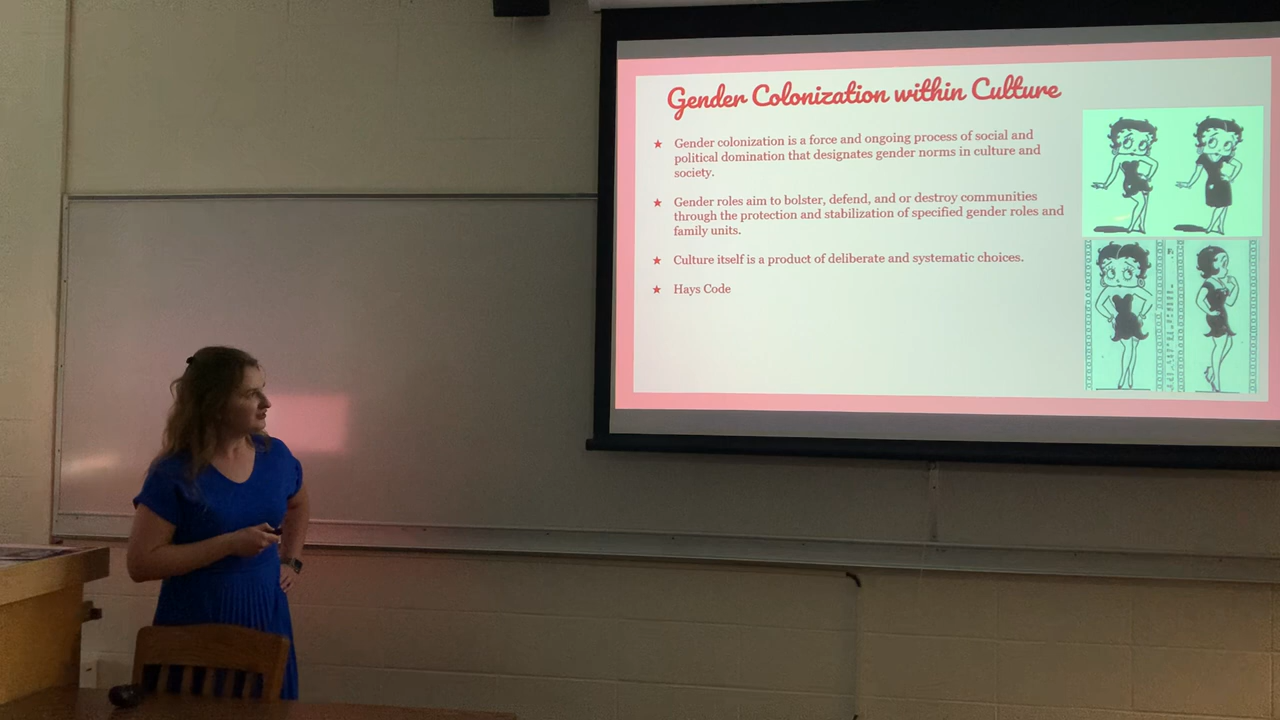 Gender Colonization within Culture
Gender colonization is a force and ongoing process of social and
political domination that designates gender norms in culture and
society.
Gender roles aim to bolster, defend, and or destroy communities
through the protection and stabilization of specified gender roles and
family units.
Culture itself is a product of deliberate and systematic choices.
Hays Code